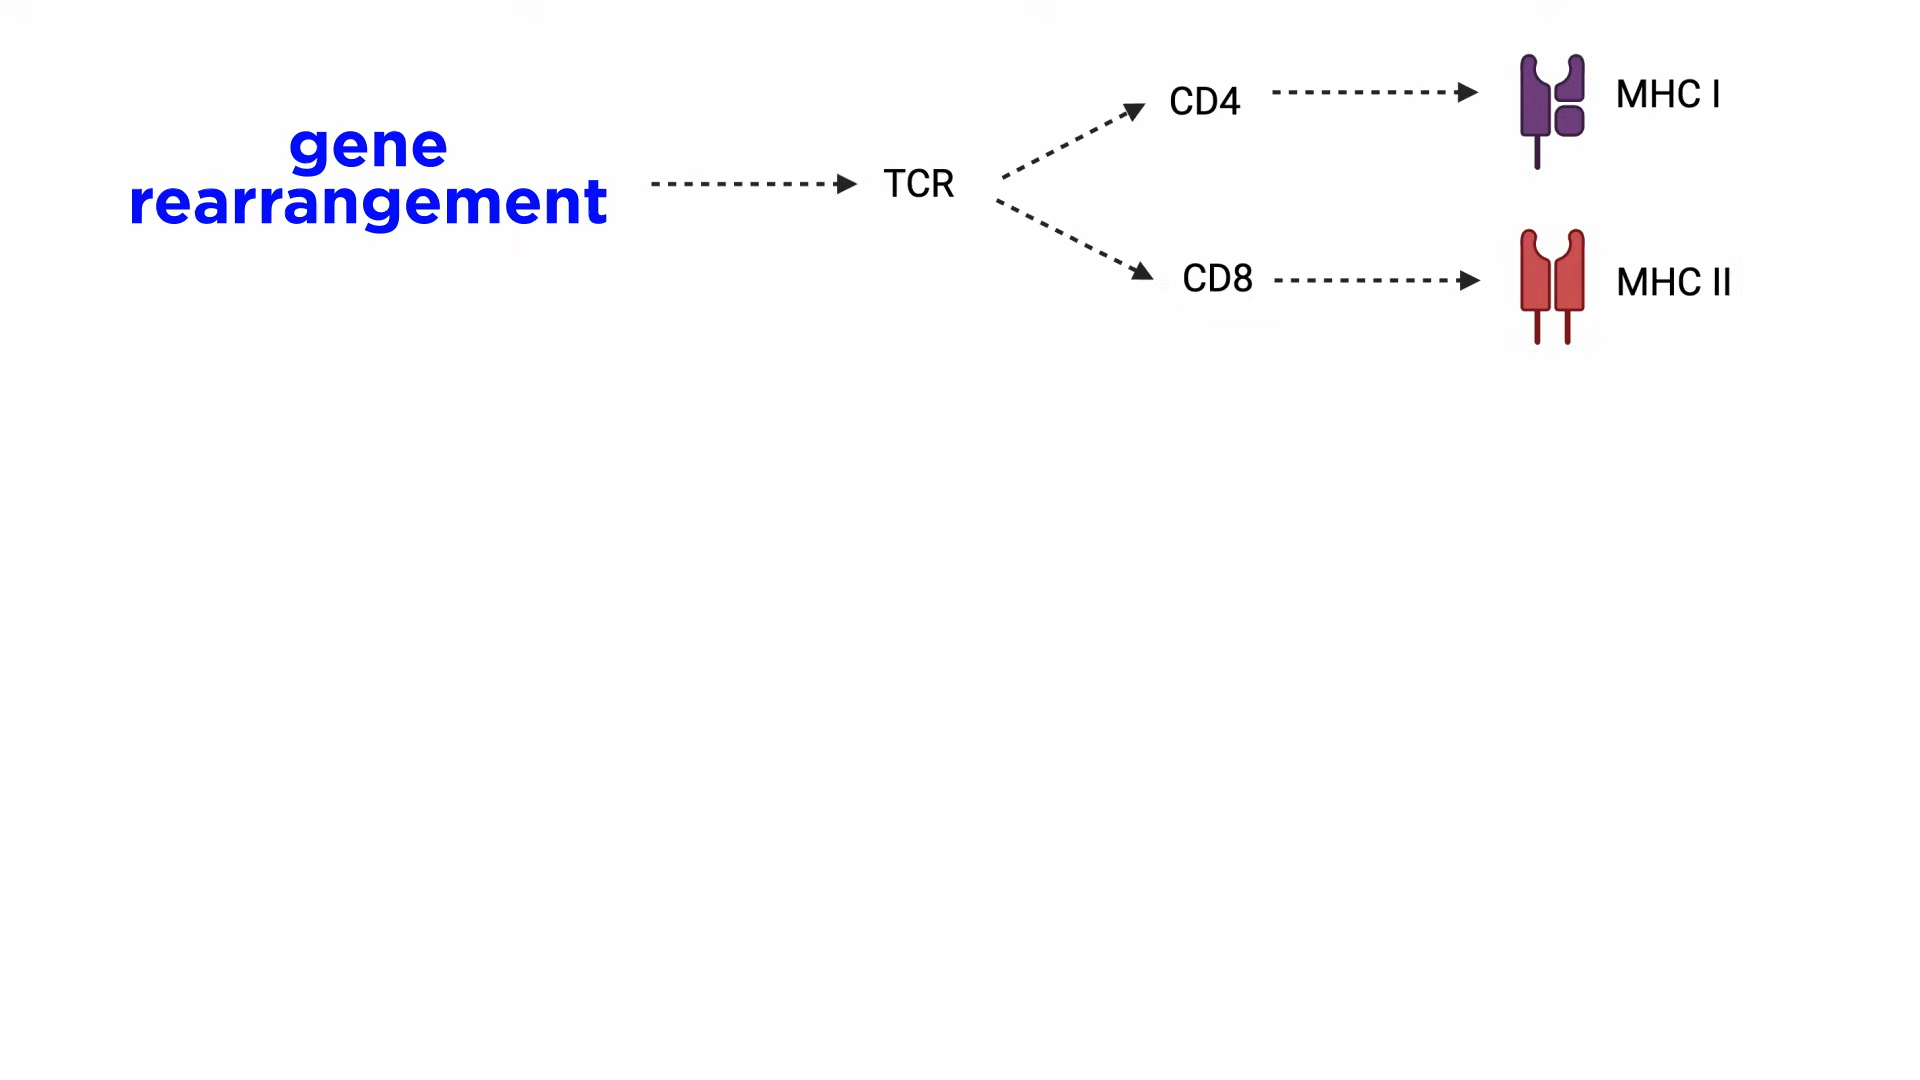 gene
rearrangement
TCR
CD4
MHC I
CD8
MHC II